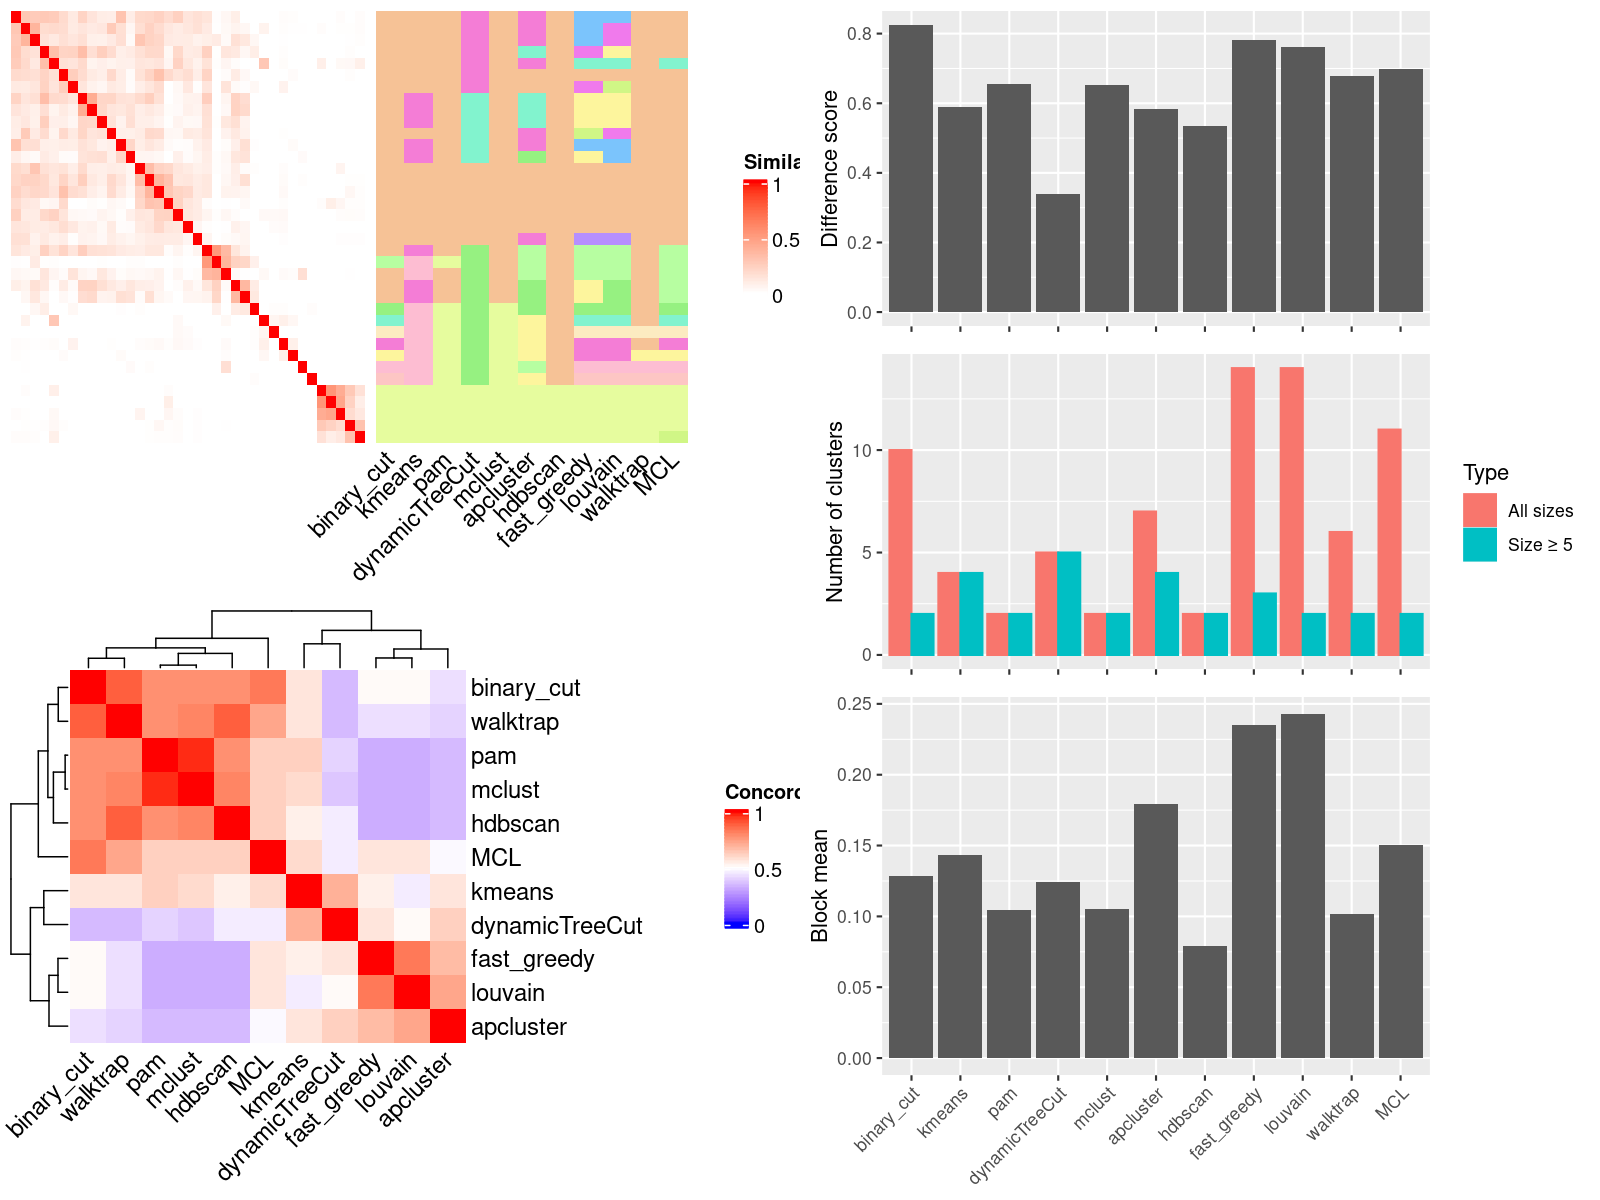 Simila
1
0.5
0
binary_cut
kmeans
pam
dynamicTreeCut
mclust
apcluster
hdbscan
fast_greedy
louvain
walktrap
MCL
binary_cut
walktrap
pam
mclust
hdbscan
MCL
kmeans
dynamicTreeCut
fast_greedy
louvain
apcluster
Concord
1
0.5
0
binary_cut
walktrap
pam
mclust
hdbscan
MCL
kmeans
dynamicTreeCut
fast_greedy
louvain
apcluster
Difference score
0.8
0.6
0.4
0.2
0.0
Number of clusters
10
5
0
Type
All sizes
Size ≥ 5
Block mean
0.25
0.20
0.15
0.10
0.05
0.00
binary_cut
kmeans
pam
dynamicTreeCut
mclust
apcluster
hdbscan
fast_greedy
louvain
walktrap
MCL